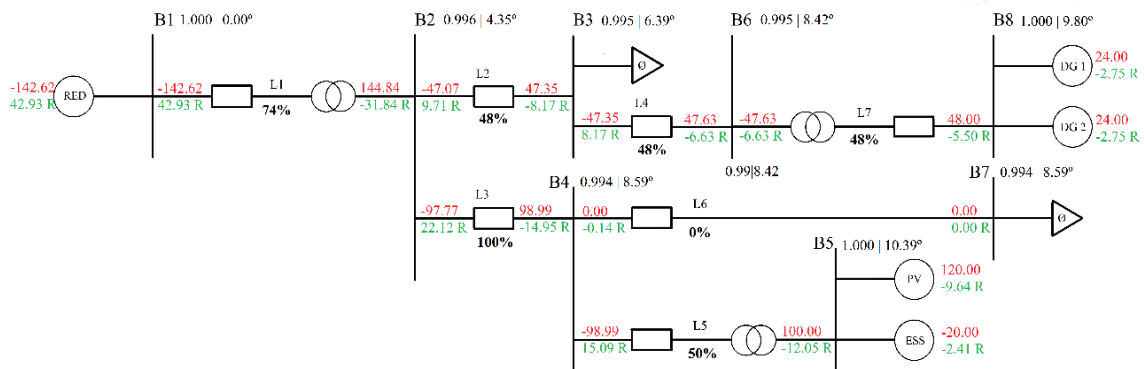 B1 1.000 0.00º
B2 0.996 | 4.35º
B3 0.995 | 6.39º
B6 0.995 | 8.42º
B8 1.000 | 9.80º
-142.62
42.93 R
RED
-142.62
42.93 R
L1
74%
144.84
-31.84 R
-47.07
9.71 R
L2
48%
47.35
-8.17 R
Ø
-47.35
8.17 R
L4
48%
47.63
-6.63 R
-47.63
-6.63 R
L7
48%
48.00
-5.50 R
DG 1
24.00
-2.75 R
DG 2
24.00
-2.75 R
0.99|8.42
B4 0.994 | 8.59º
B7 0.994 8.59º
-97.77
22.12 R
L3
100%
98.99
-14.95 R
0.00
-0.14 R
L6
0%
0.00
0.00 R
Ø
B5 1.000 | 10.39º
PV
120.00
-9.64 R
-98.99
15.09 R
L5
50%
100.00
-12.05 R
ESS
-20.00
-2.41 R